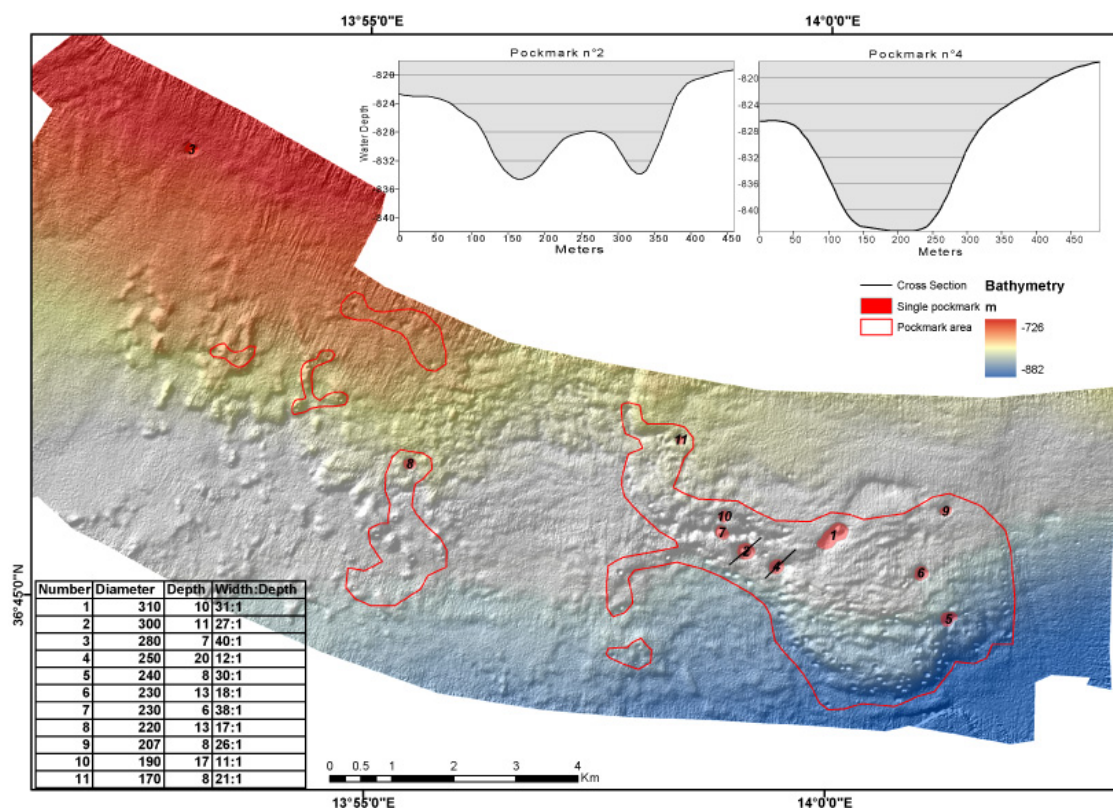 13°55'0"E 14°0'0"E
Pockmark n°2
Pockmark n°4
-820
-824
-828
-832
-836
-840
Water Depth
0 50 100 150 200 250 300 350 400 450
Meters
-820
-824
-828
-832
-836
-840
0 50 100 150 200 250 300 350 400 450
Meters
Cross Section
Single pockmark
Pockmark area
Bathymetry
m
-726
-882
3
8
11
10
7
2
4
1
9
6
5
36°45'0"N
Number Diameter Depth Width:Depth
1 310 10 31:1
2 300 11 27:1
3 280 7 40:1
4 250 20 12:1
5 240 8 30:1
6 230 13 18:1
7 230 6 38:1
8 220 13 17:1
9 207 8 26:1
10 190 17 11:1
11 170 8 21:1
0 0.5 1 2 3 4
Km
13°55'0"E 14°0'0"E